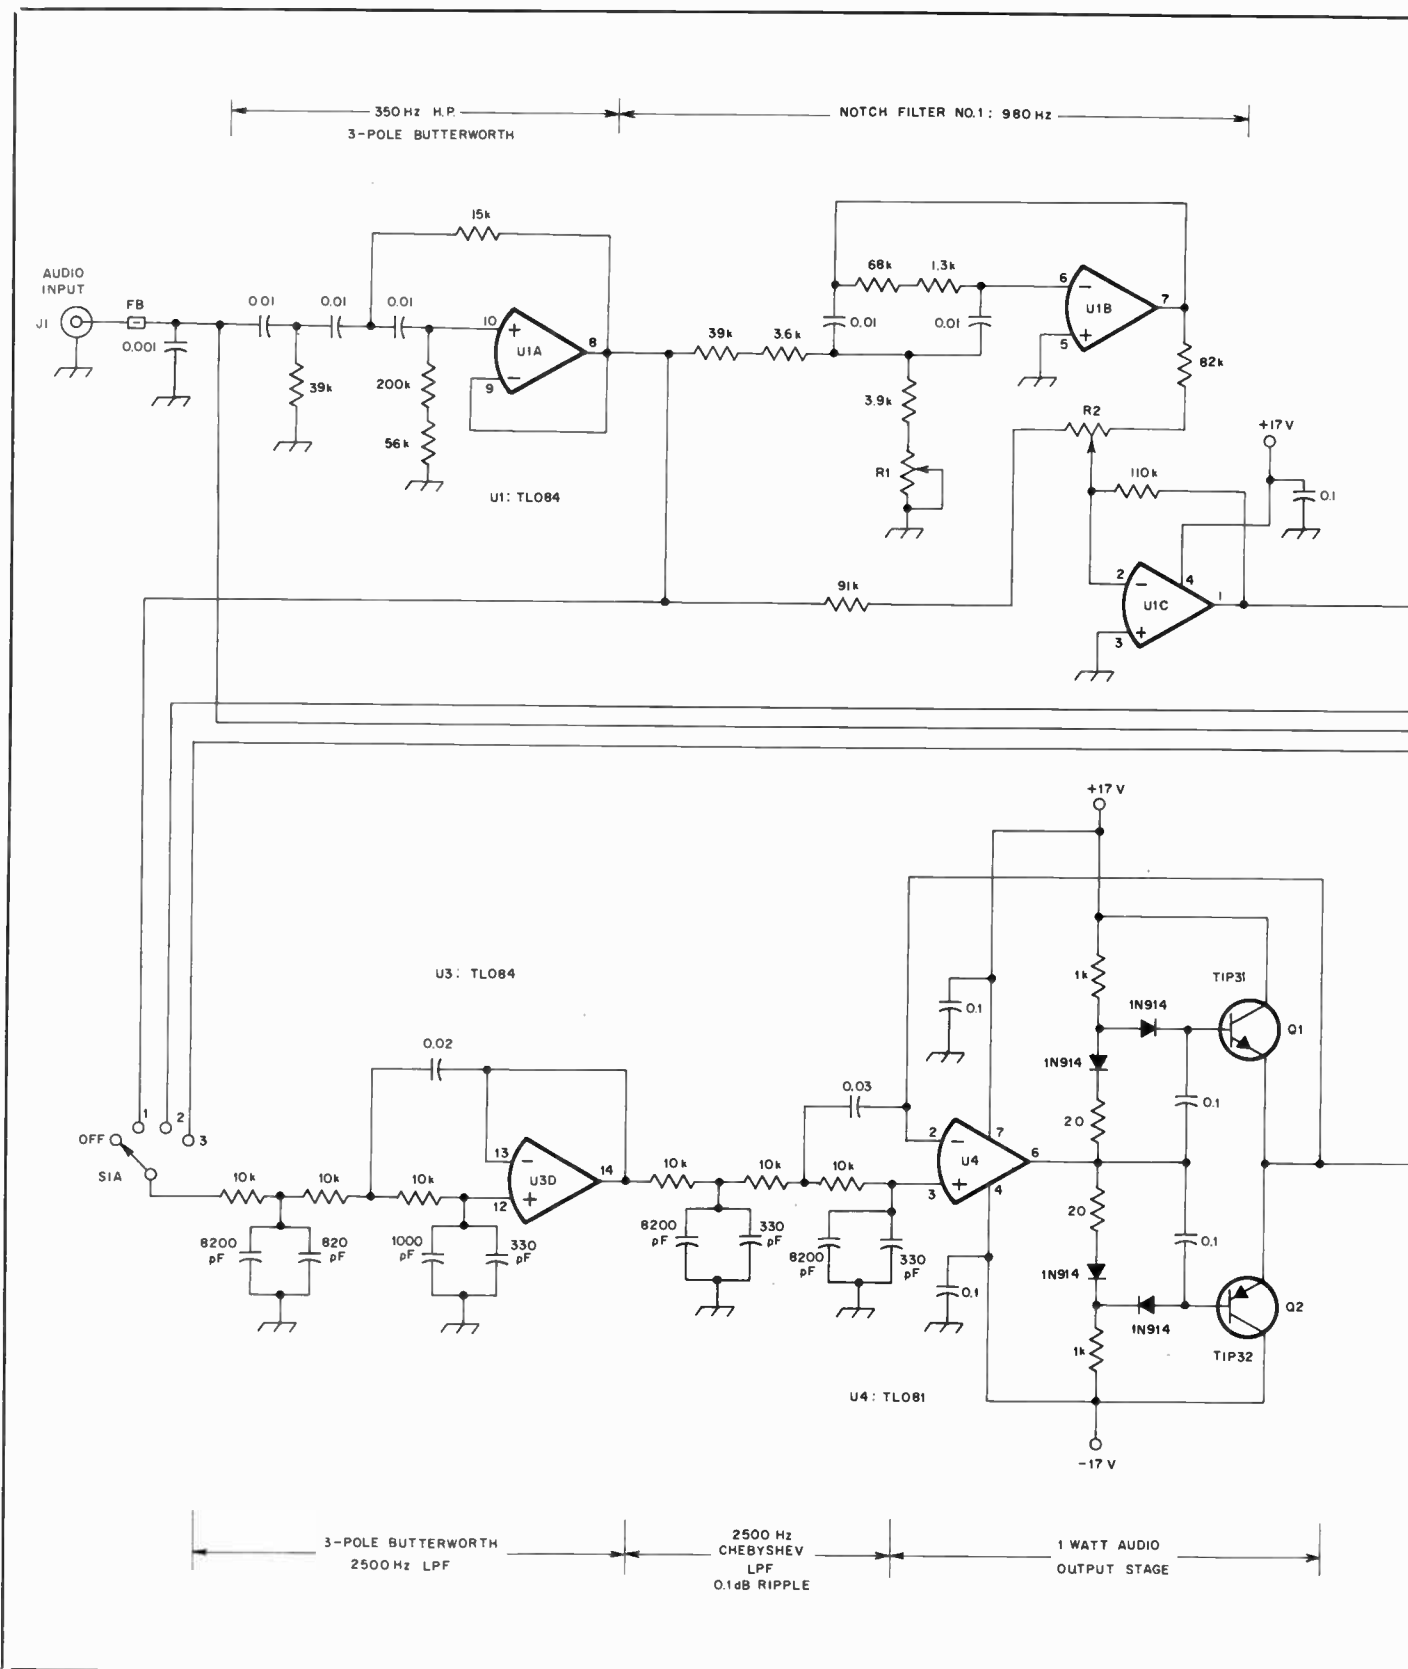 350 Hz H.P.
3-POLE BUTTERWORTH
NOTCH FILTER NO.1: 980 Hz
15k
AUDIO
INPUT
J1
FB
0.001
0.01
0.01
0.01
39k
200k
56k
10
9
8
+
−
U1A
U1: TL084
39k
3.6k
68k
1.3k
0.01
0.01
3.9k
R1
6
5
7
−
+
U1B
82k
R2
+17V
110k
0.1
91k
2
3
4
1
−
+
U1C
+17V
U3: TL084
0.02
OFF
1
2
3
S1A
10k
10k
10k
8200
pF
820
pF
1000
pF
330
pF
13
12
14
−
+
U3D
10k
10k
10k
0.03
8200
pF
330
pF
8200
pF
330
pF
0.1
2
3
7
4
6
−
+
U4
0.1
1k
1N914
1N914
20
0.1
TIP31
Q1
20
0.1
1N914
1N914
1k
Q2
TIP32
U4: TL081
-17V
3-POLE BUTTERWORTH
2500Hz LPF
2500 Hz
CHEBYSHEV
LPF
0.1dB RIPPLE
1 WATT AUDIO
OUTPUT STAGE